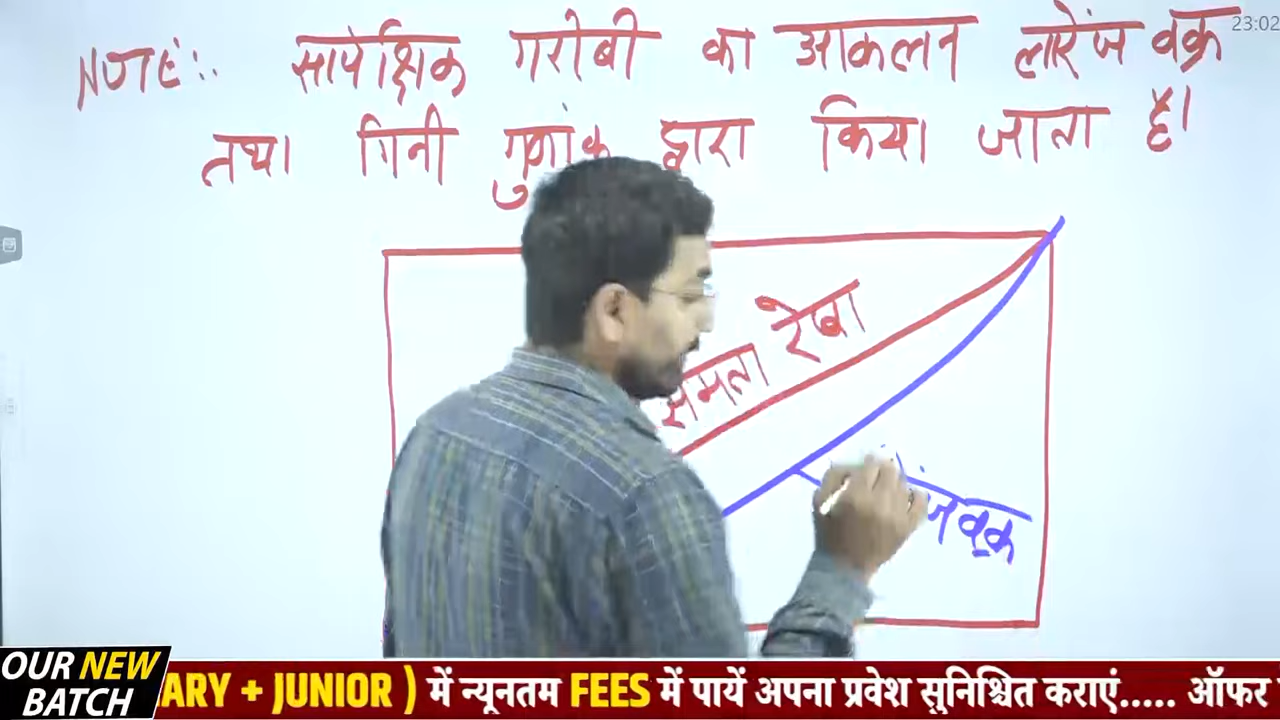 23:02
NOTE:-. सापेक्षिक गरीबी का आकलन लारेंज वक्र
तथा गिनी गुणांक द्वारा किया जाता है।
समता रेखा
वक्र
OUR NEW
BATCH
ARY + JUNIOR ) में न्यूनतम FEES में पायें अपना प्रवेश सुनिश्चित कराएं..... ऑफर